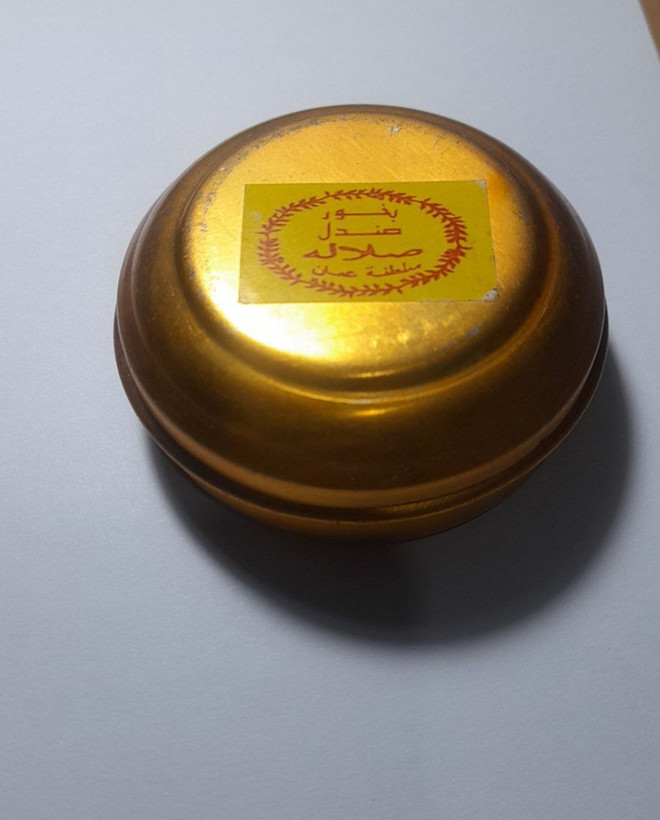 بخور
صندل
صلاله
سلطنة عمان